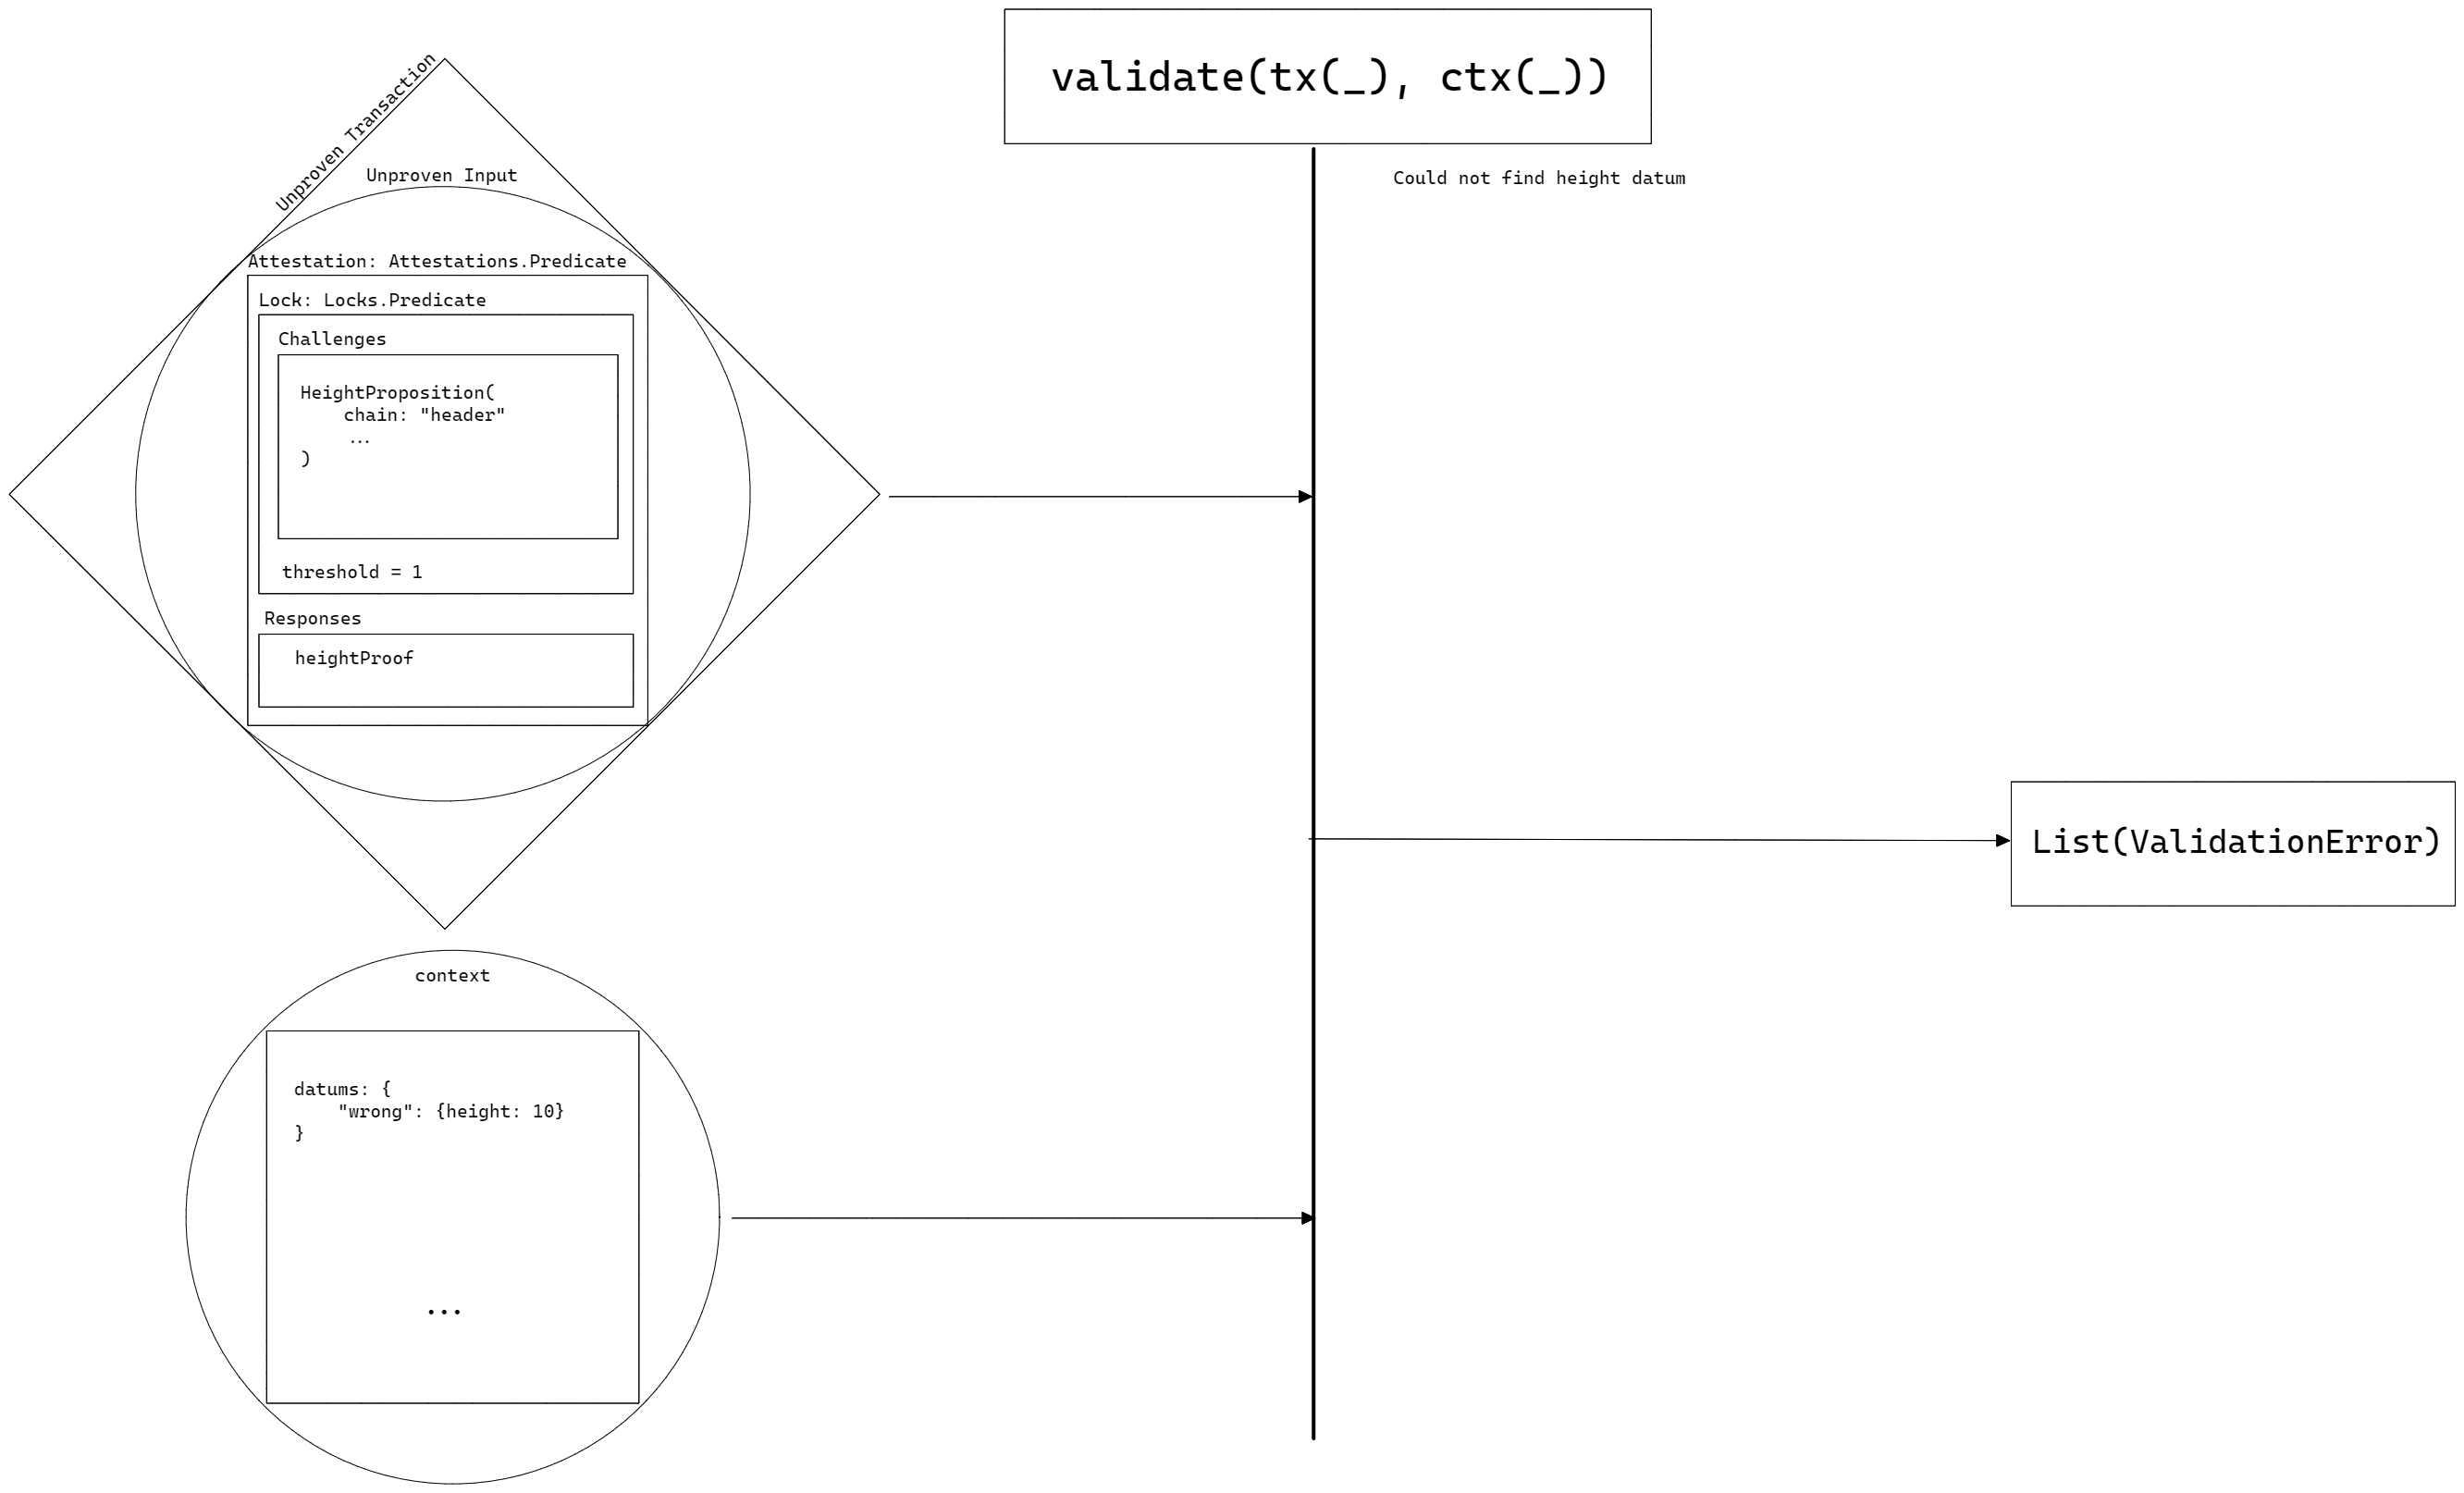 validate(tx(_), ctx(_))
Could not find height datum
Unproven Transaction
Unproven Input
Attestation: Attestations.Predicate
Lock: Locks.Predicate
Challenges
HeightProposition(
chain: "header"
...
)
threshold = 1
Responses
heightProof
List(ValidationError)
context
datums: {
"wrong": {height: 10}
}
...